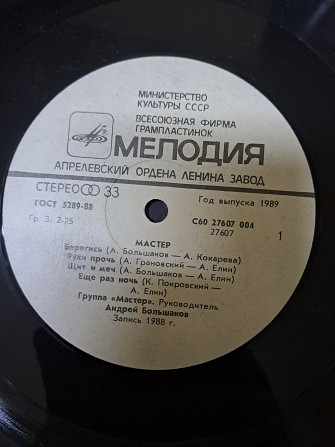 МИНИСТЕРСТВО
КУЛЬТУРЫ СССР
ВСЕСОЮЗНАЯ ФИРМА
ГРАМПЛАСТИНОК
МЕЛОДИЯ
АПРЕЛЕВСКИЙ ОРДЕНА ЛЕНИНА ЗАВОД
СТЕРЕО 33
Год выпуска 1989
ГОСТ 5289-88
С60 27607 004
Гр. 3. 2-25
27607
1
МАСТЕР
Берегись (А. Большаков — А. Кокарева)
Руки прочь (А. Грановский — А. Елин)
Щит и меч (А. Большаков — А. Елин)
Еще раз ночь (К. Покровский —
А. Елин)
Группа «Мастер». Руководитель
Андрей Большаков
Запись 1988 г.